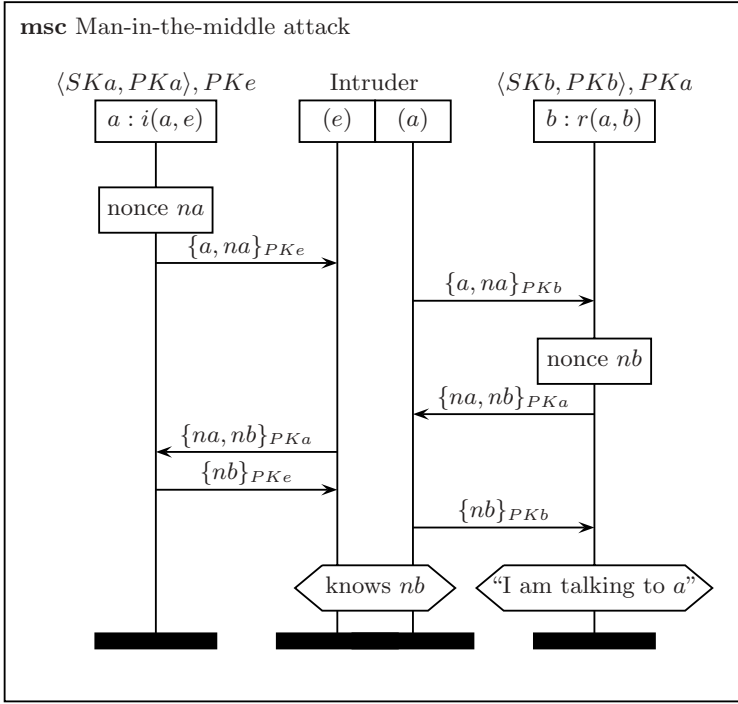 msc Man-in-the-middle attack
⟨SKa, PKa⟩, PKe Intruder ⟨SKb, PKb⟩, PKa
a : i(a, e) (e) (a) b : r(a, b)
nonce na
{a, na}PKe
{a, na}PKb
nonce nb
{na, nb}PKa
{na, nb}PKa
{nb}PKe
{nb}PKb
knows nb “I am talking to a”